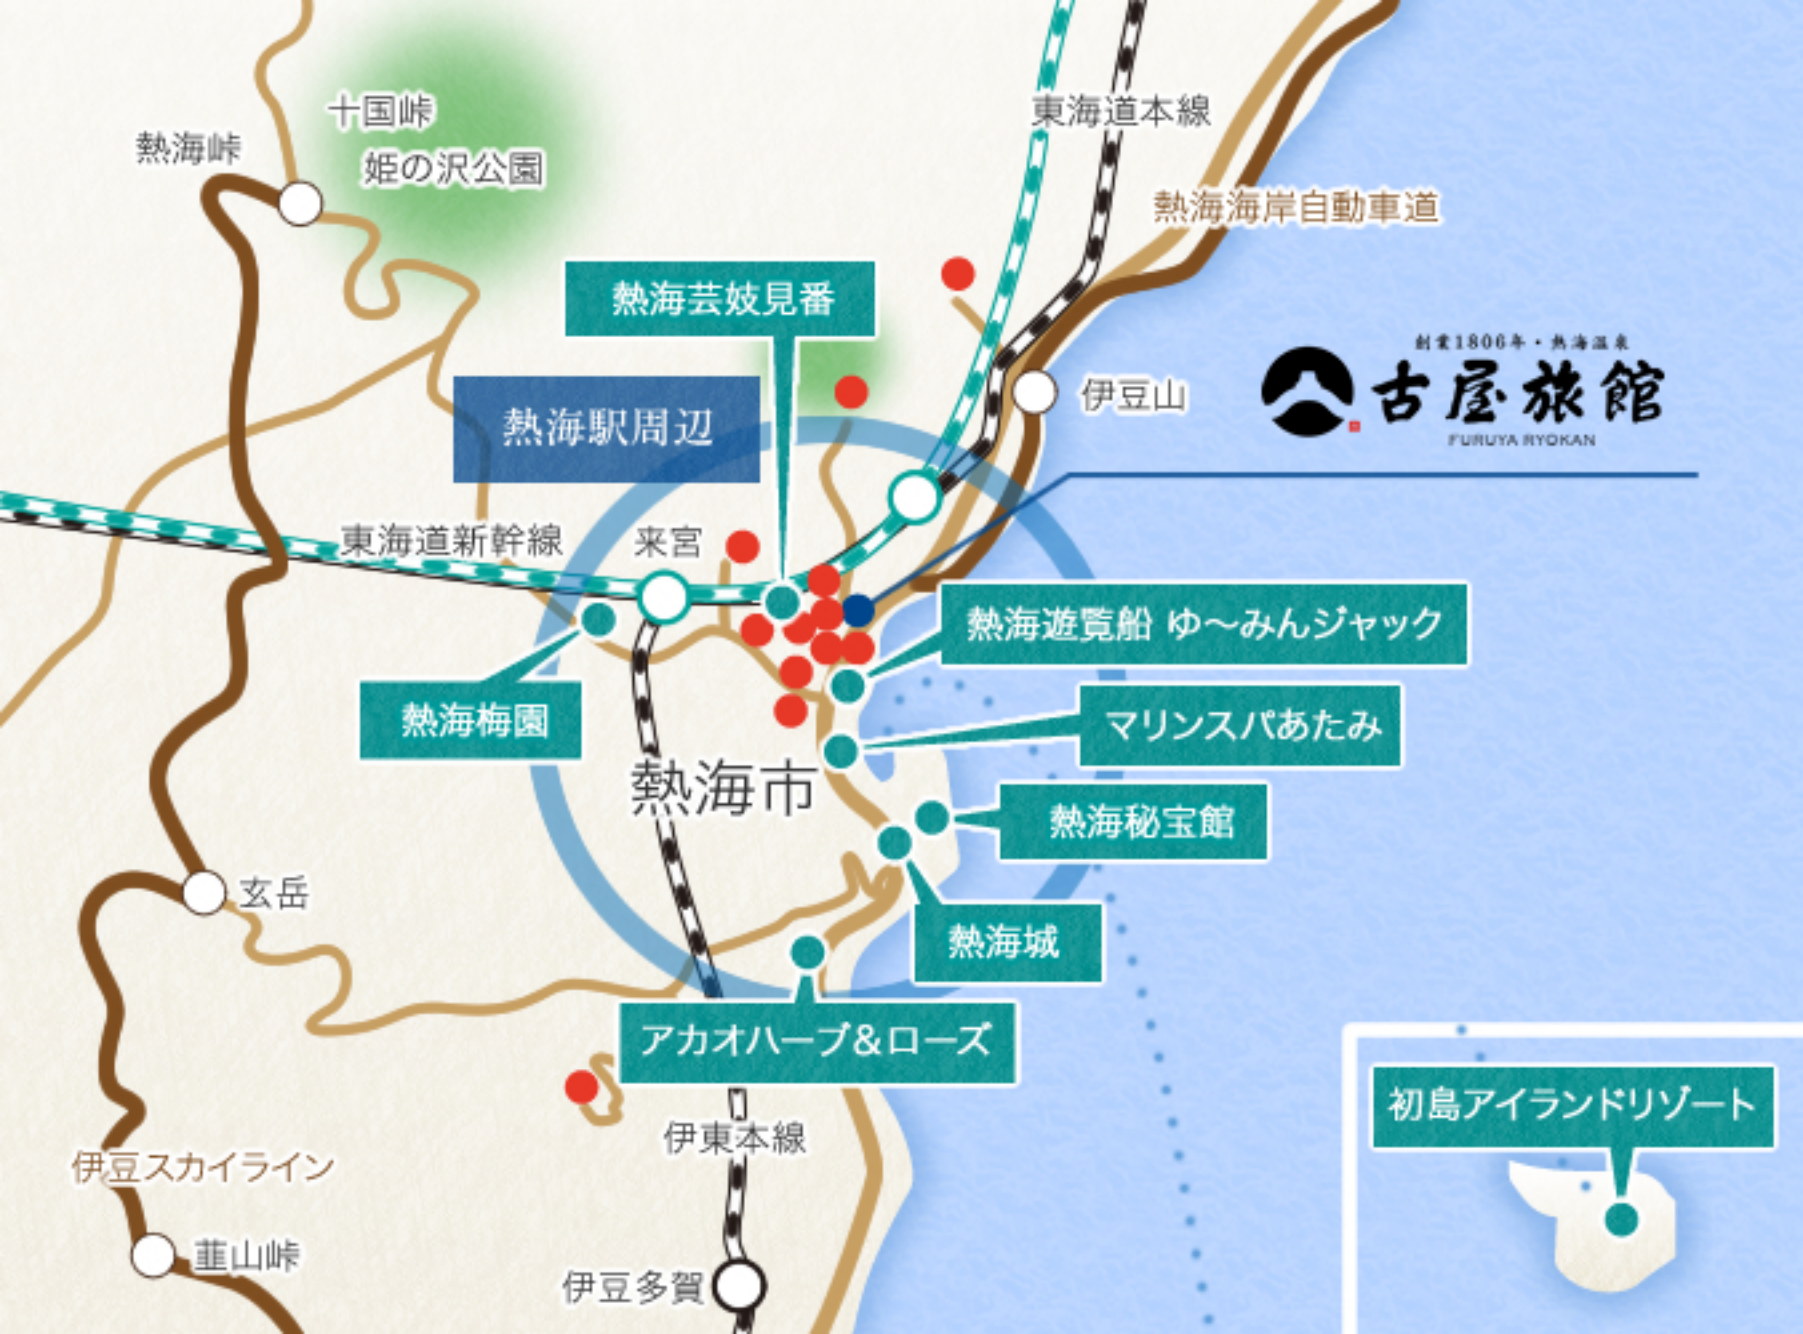 十国峠
東海道本線
熱海峠
姫の沢公園
熱海海岸自動車道
熱海芸妓見番
創業1806年・熱海温泉
古屋旅館
FURUYA RYOKAN
伊豆山
熱海駅周辺
東海道新幹線
来宮
熱海遊覧船 ゆ～みんジャック
熱海梅園
マリンスパあたみ
熱海市
熱海秘宝館
玄岳
熱海城
アカオハーブ&ローズ
初島アイランドリゾート
伊東本線
伊豆スカイライン
韮山峠
伊豆多賀